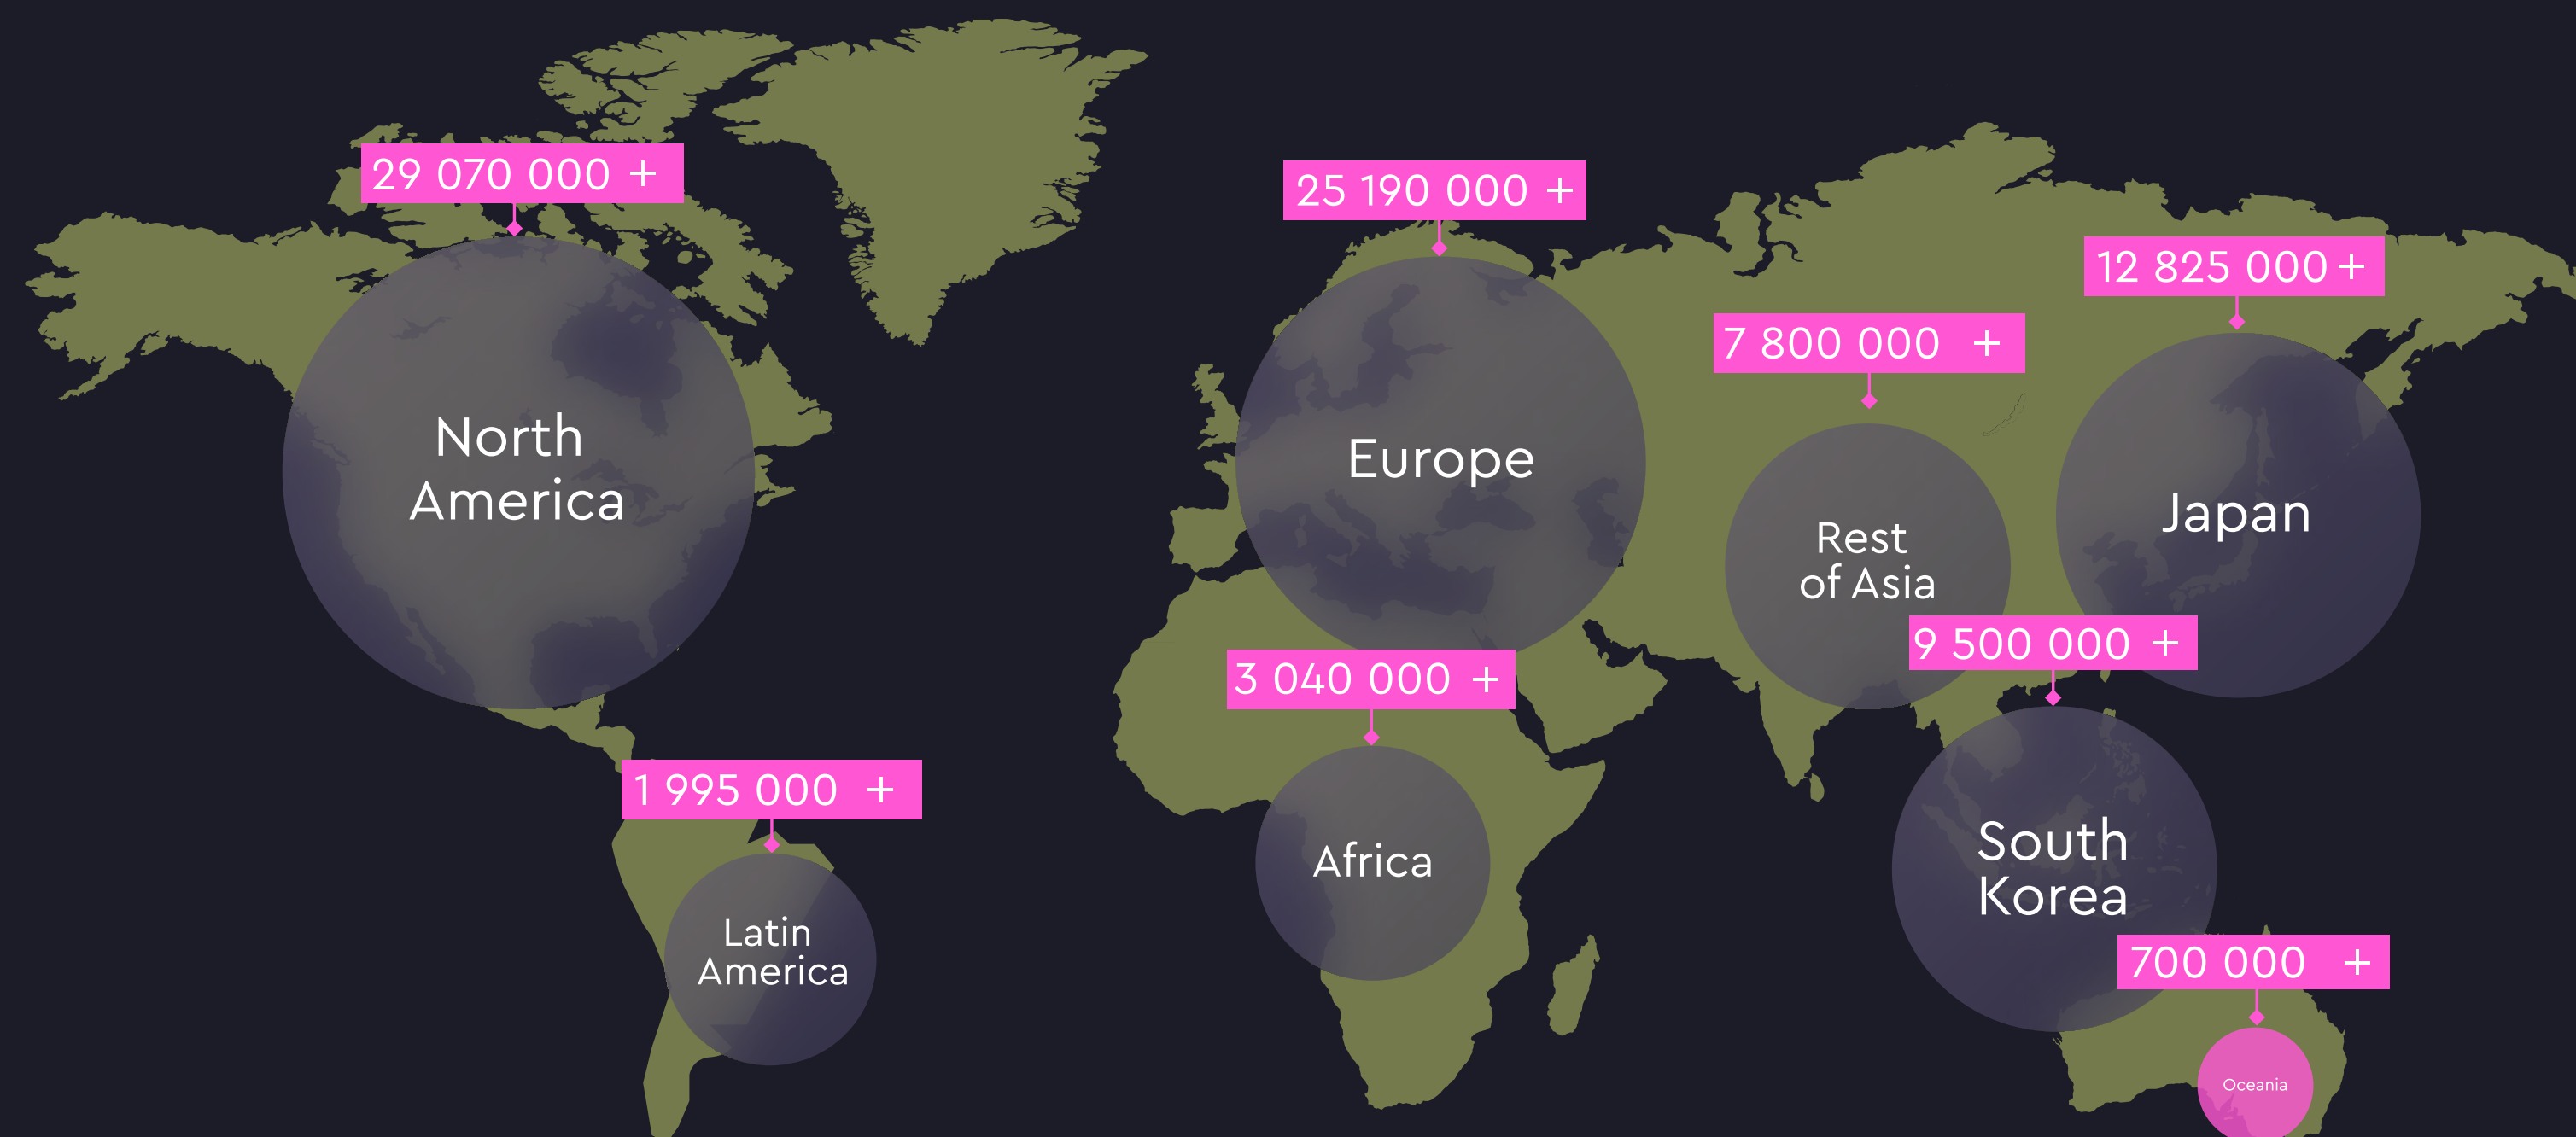 29 070 000 +
North
America
25 190 000 +
Europe
12 825 000 +
Japan
7 800 000 +
Rest
of Asia
9 500 000 +
South
Korea
3 040 000 +
Africa
1 995 000 +
Latin
America
700 000 +
Oceania